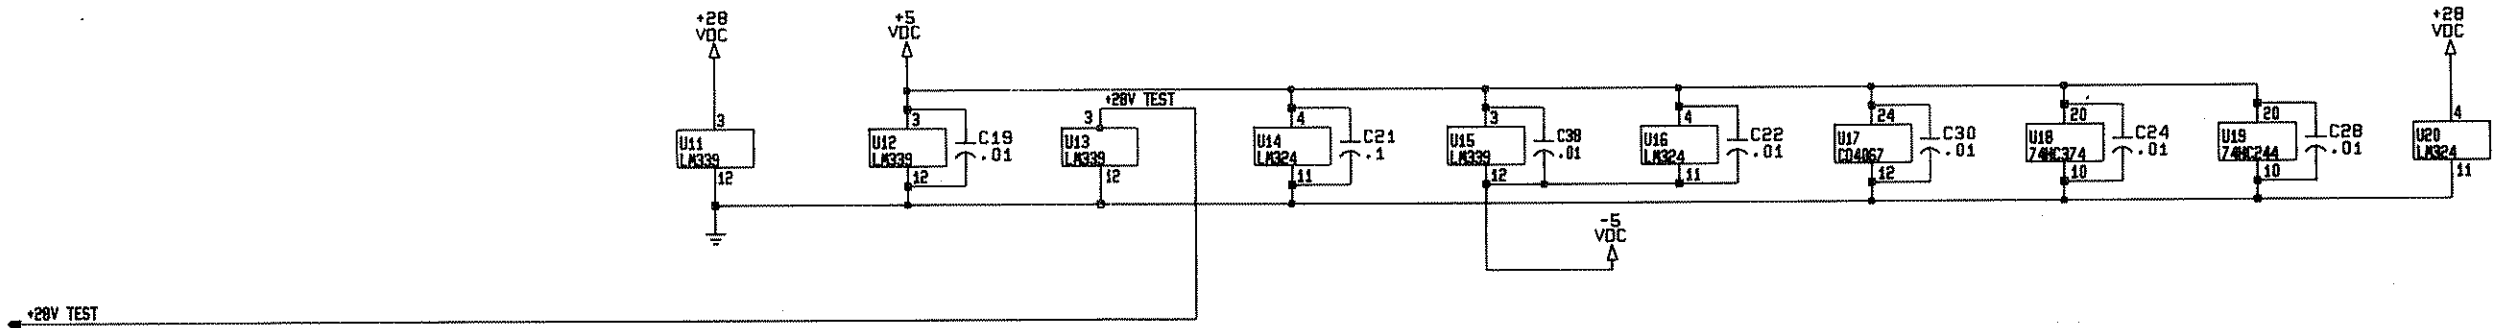 +28
VDC
+5
VDC
+28
VDC
+28V TEST
3
3
3
4
3
4
24
20
20
4
U11
LM339
U12
LM339
C19
.01
U13
LM339
U14
LM324
C21
.1
U15
LM339
C38
.01
U16
LM324
C22
.01
U17
CD4067
C30
.01
U18
74HC374
C24
.01
U19
74HC244
C28
.01
U20
LM324
12
12
12
11
12
11
12
10
10
11
-5
VDC
+28V TEST